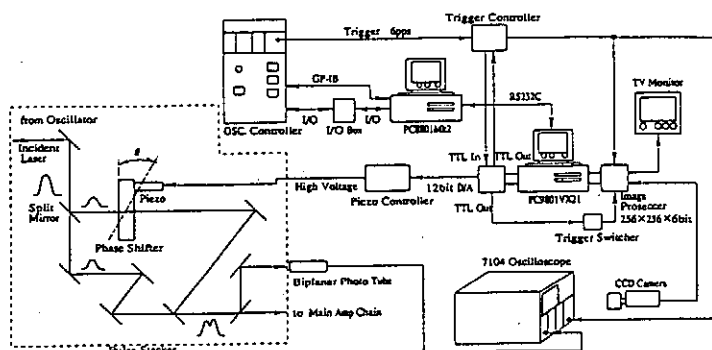 Trigger Controller
Trigger 6pps
TV Monitor
GP-IB
RS232C
from Oscillator
I/O
I/O
OSC. Controller
I/O Box
PC8801Mk2
Incident
Laser
θ
TTL In
TTL Out
Piezo
High Voltage
12bit D/A
PC9801VX21
Split
Mirror
Piezo Controller
TTL Out
Image
Prosesser
256×256×6bit
Phase Shifter
Trigger Switcher
7104 Oscilloscope
Biplanar Photo Tube
CCD Camera
to Main Amp Chain